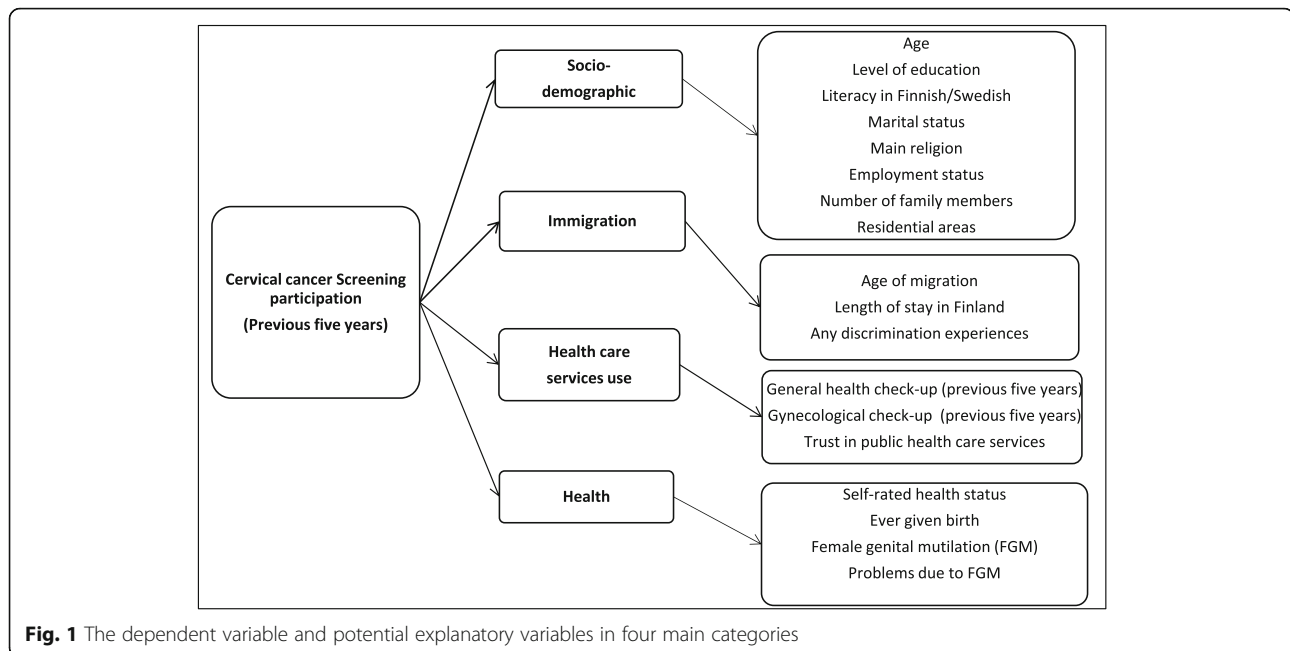 Cervical cancer Screening
participation
(Previous five years)
Socio-
demographic
Age
Level of education
Literacy in Finnish/Swedish
Marital status
Main religion
Employment status
Number of family members
Residential areas
Immigration
Age of migration
Length of stay in Finland
Any discrimination experiences
Health care
services use
General health check-up (previous five years)
Gynecological check-up (previous five years)
Trust in public health care services
Health
Self-rated health status
Ever given birth
Female genital mutilation (FGM)
Problems due to FGM
Fig. 1 The dependent variable and potential explanatory variables in four main categories